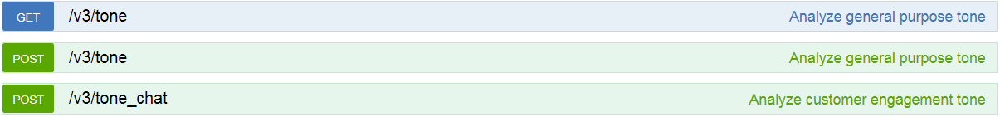 GET /v3/tone Analyze general purpose tone
POST /v3/tone Analyze general purpose tone
POST /v3/tone_chat Analyze customer engagement tone